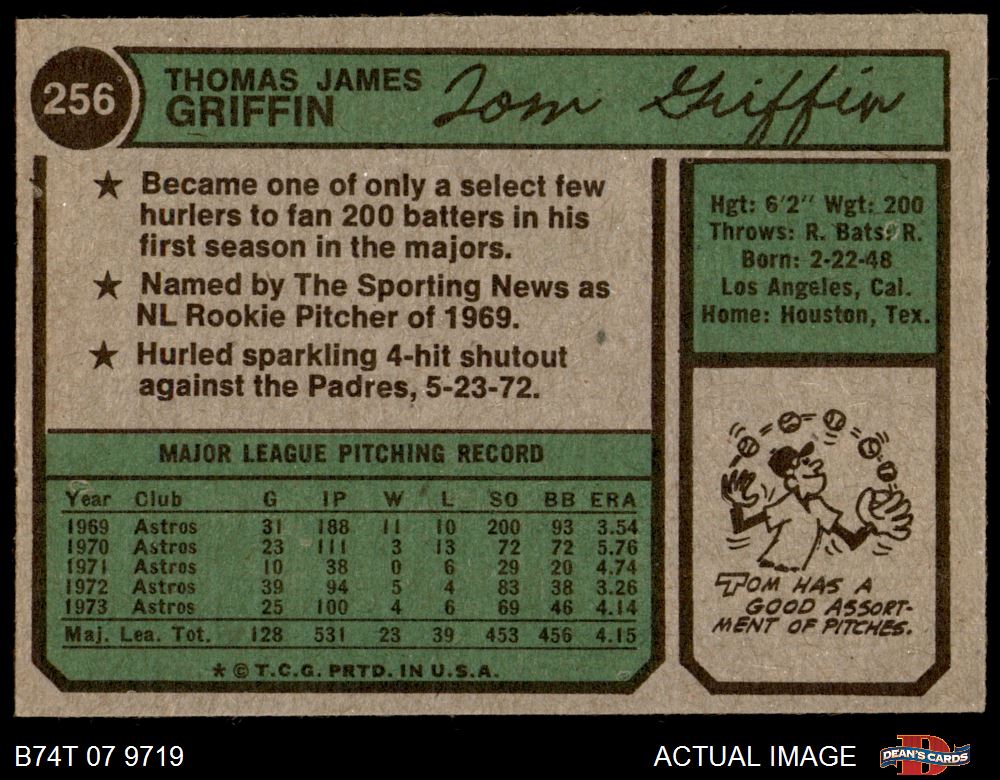 256
THOMAS JAMES
GRIFFIN
Tom Griffin
★ Became one of only a select few
hurlers to fan 200 batters in his
first season in the majors.
★ Named by The Sporting News as
NL Rookie Pitcher of 1969.
★ Hurled sparkling 4-hit shutout
against the Padres, 5-23-72.
Hgt: 6'2" Wgt: 200
Throws: R. Bats: R.
Born: 2-22-48
Los Angeles, Cal.
Home: Houston, Tex.
MAJOR LEAGUE PITCHING RECORD
Year Club G IP W L SO BB ERA
1969 Astros 31 188 11 10 200 93 3.54
1970 Astros 23 111 3 13 72 72 5.76
1971 Astros 10 38 0 6 29 20 4.74
1972 Astros 39 94 5 4 83 38 3.26
1973 Astros 25 100 4 6 69 46 4.14
Maj. Lea. Tot. 128 531 23 39 453 456 4.15
* © T.C.G. PRTD. IN U.S.A.
TOM HAS A
GOOD ASSORT-
MENT OF PITCHES.
B74T 07 9719
ACTUAL IMAGE
DEAN'S CARDS